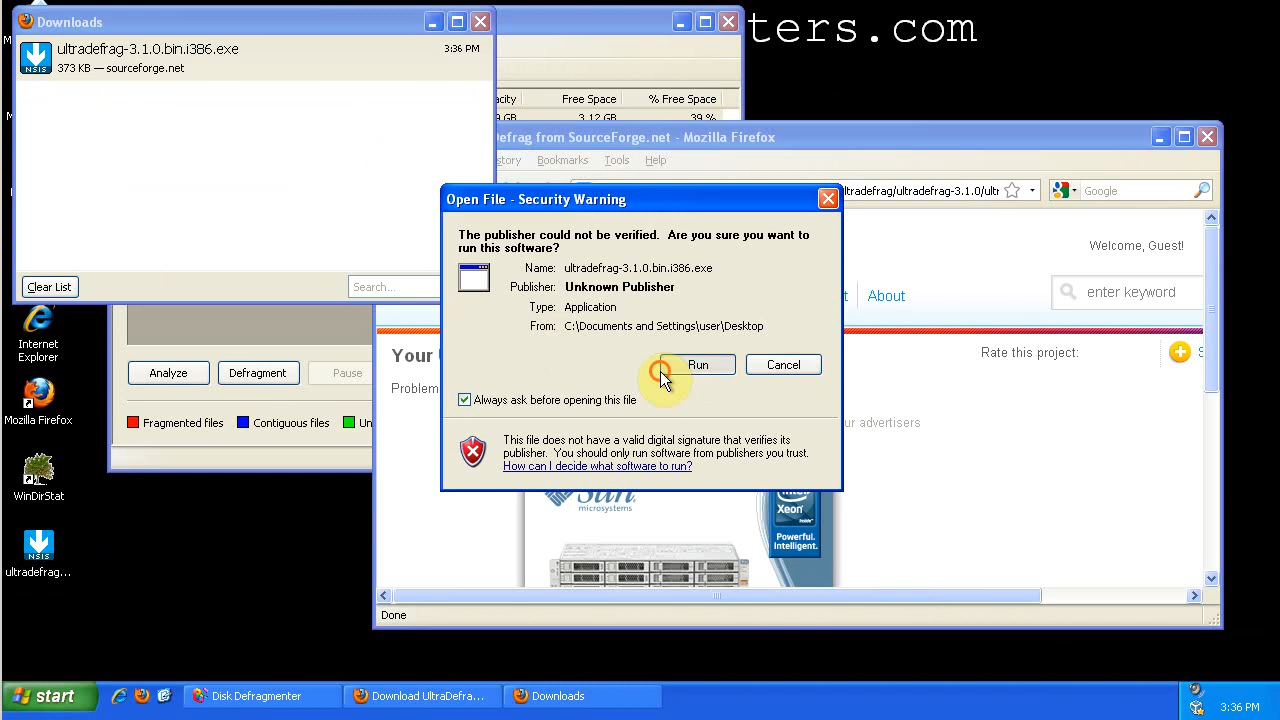 Downloads
ters.com
ultradefrag-3.1.0.bin.i386.exe
3:36 PM
373 KB — sourceforge.net
NSIS
Free Space
% Free Space
3.12 GB
39 %
Defrag from SourceForge.net - Mozilla Firefox
Bookmarks
Tools
Help
Google
Open File - Security Warning
Welcome, Guest!
The publisher could not be verified. Are you sure you want to
run this software?
Name: ultradefrag-3.1.0.bin.i386.exe
Publisher: Unknown Publisher
Type: Application
From: C:\Documents and Settings\user\Desktop
Run
Cancel
Always ask before opening this file
This file does not have a valid digital signature that verifies its
publisher. You should only run software from publishers you trust.
How can I decide what software to run?
Clear List
Search...
About
enter keyword
Your
Rate this project:
Problem
ur advertisers
Internet
Explorer
Analyze
Defragment
Pause
Fragmented files
Contiguous files
Un
Mozilla Firefox
WinDirStat
NSIS
ultradefrag...
Sun
microsystems
Intel
Xeon
inside™
Powerful.
Intelligent.
Done
start
Disk Defragmenter
Download UltraDefra...
Downloads
3:36 PM